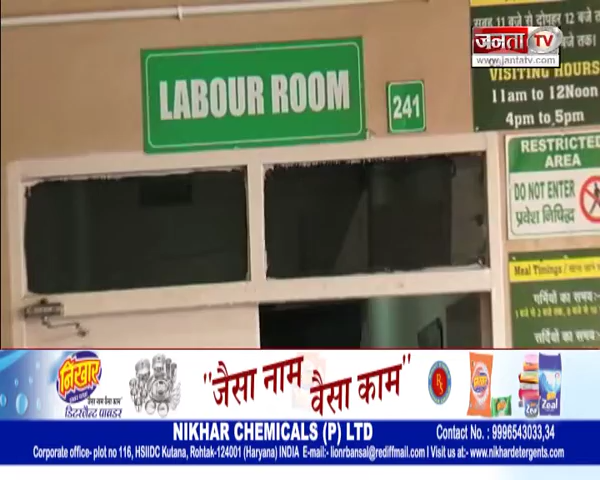 सुबह 11 बजे से दोपहर 12 बजे
बजे तक।
जनता TV
www.jantatv.com
VISITING HOURS
11am to 12Noon
4pm to 5pm
LABOUR ROOM
241
RESTRICTED
AREA
DO NOT ENTER
प्रवेश निषिद्ध
Meal Timings /
गर्मियों का समय:-
सर्दियों का समय:-
निखार
डिटरजेन्ट पाउडर
"जैसा नाम
वैसा काम"
Zeal
Zeal
NIKHAR CHEMICALS (P) LTD
Contact No. : 9996543033,34
Corporate office- plot no 116, HSIIDC Kutana, Rohtak-124001 (Haryana) INDIA E-mail:- lionrbansal@rediffmail.com I Visit us at:- www.nikhardetergents.com